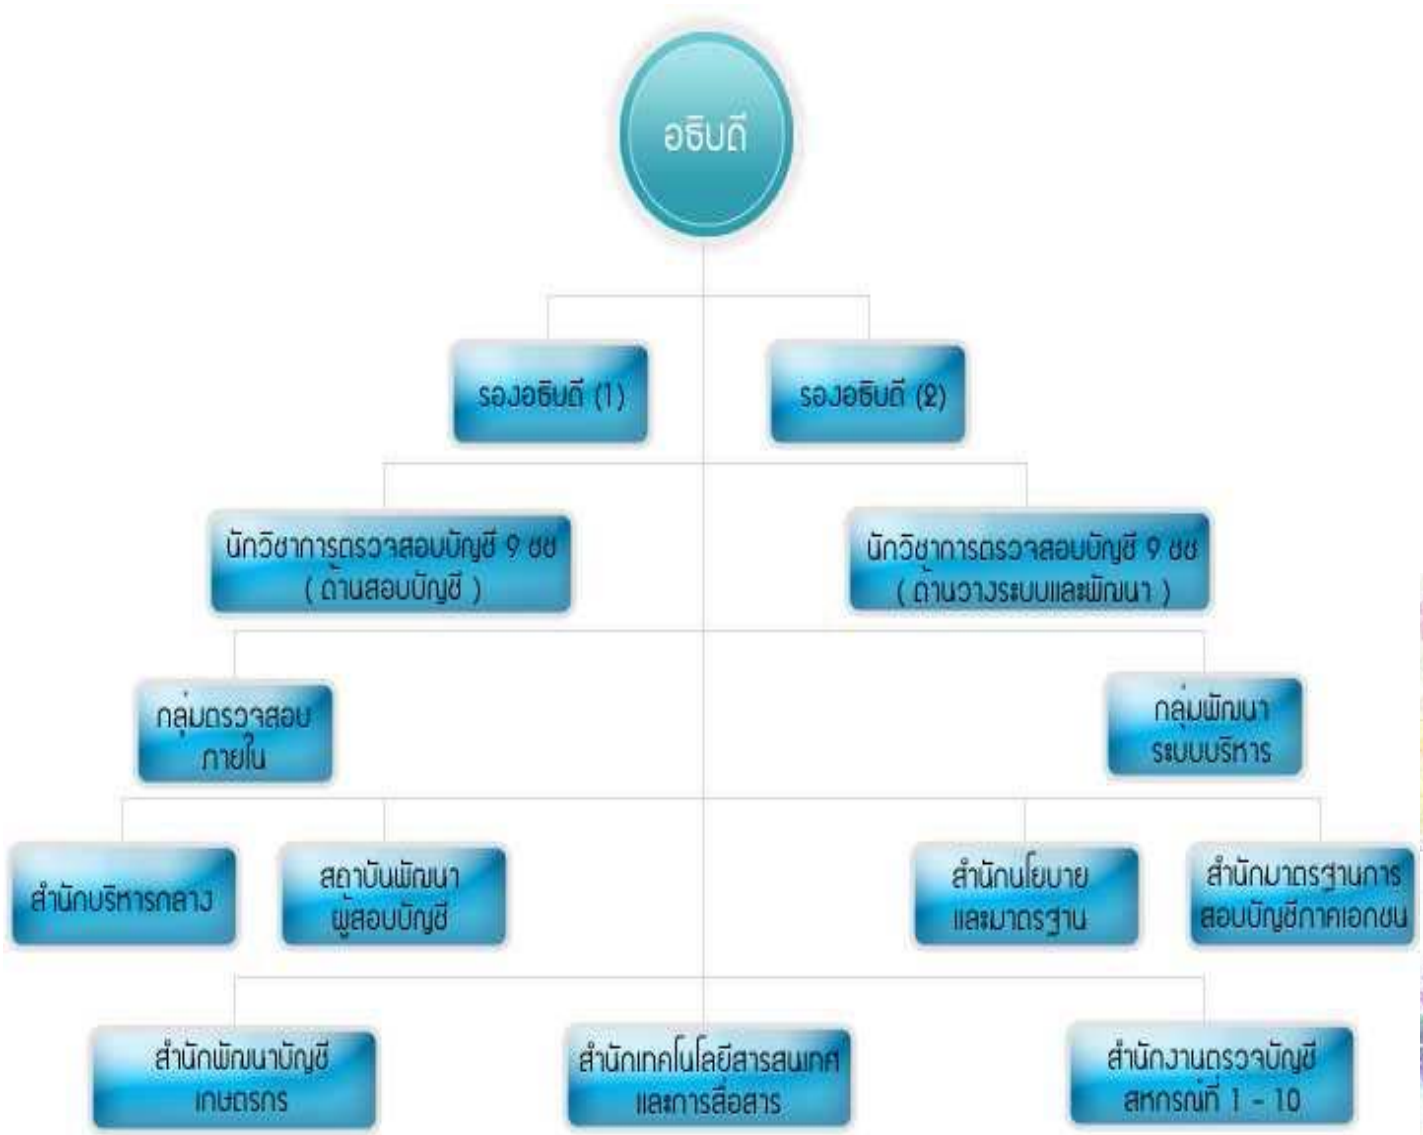 อธิบดี
รองอธิบดี (1)
รองอธิบดี (2)
นักวิชาการตรวจสอบบัญชี 9 ชช
( ด้านสอบบัญชี )
นักวิชาการตรวจสอบบัญชี 9 ชช
( ด้านวางระบบและพัฒนา )
กลุ่มตรวจสอบ
ภายใน
กลุ่มพัฒนา
ระบบบริหาร
สำนักบริหารกลาง
สถาบันพัฒนา
ผู้สอบบัญชี
สำนักนโยบาย
และมาตรฐาน
สำนักมาตรฐานการ
สอบบัญชีภาคเอกชน
สำนักพัฒนาบัญชี
เกษตรกร
สำนักเทคโนโลยีสารสนเทศ
และการสื่อสาร
สำนักงานตรวจบัญชี
สหกรณ์ที่ 1 - 10